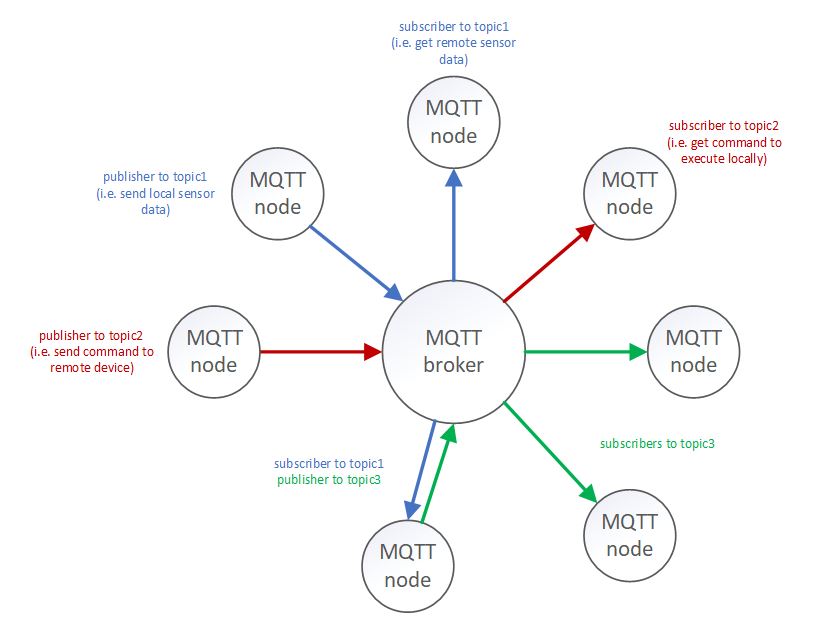 subscriber to topic1
(i.e. get remote sensor
data)
MQTT
node
subscriber to topic2
(i.e. get command to
execute locally)
publisher to topic1
(i.e. send local sensor
data)
MQTT
node
MQTT
node
publisher to topic2
(i.e. send command to
remote device)
MQTT
node
MQTT
broker
MQTT
node
subscriber to topic1
publisher to topic3
subscribers to topic3
MQTT
node
MQTT
node